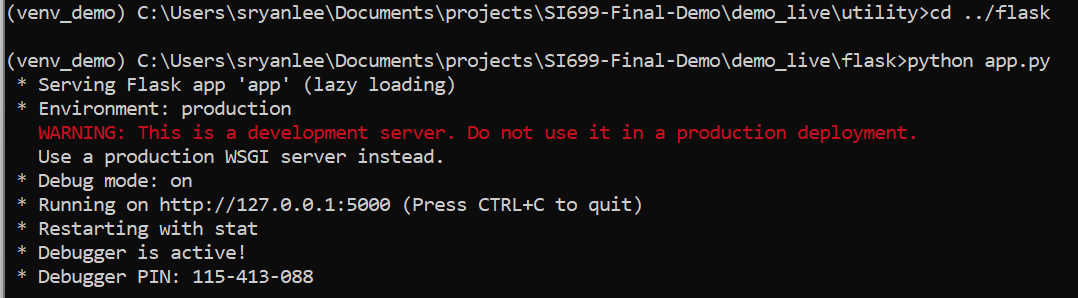 (venv_demo) C:\Users\sryanlee\Documents\projects\SI699-Final-Demo\demo_live\utility>cd ../flask
(venv_demo) C:\Users\sryanlee\Documents\projects\SI699-Final-Demo\demo_live\flask>python app.py
 * Serving Flask app 'app' (lazy loading)
 * Environment: production
   WARNING: This is a development server. Do not use it in a production deployment.
   Use a production WSGI server instead.
 * Debug mode: on
 * Running on http://127.0.0.1:5000 (Press CTRL+C to quit)
 * Restarting with stat
 * Debugger is active!
 * Debugger PIN: 115-413-088